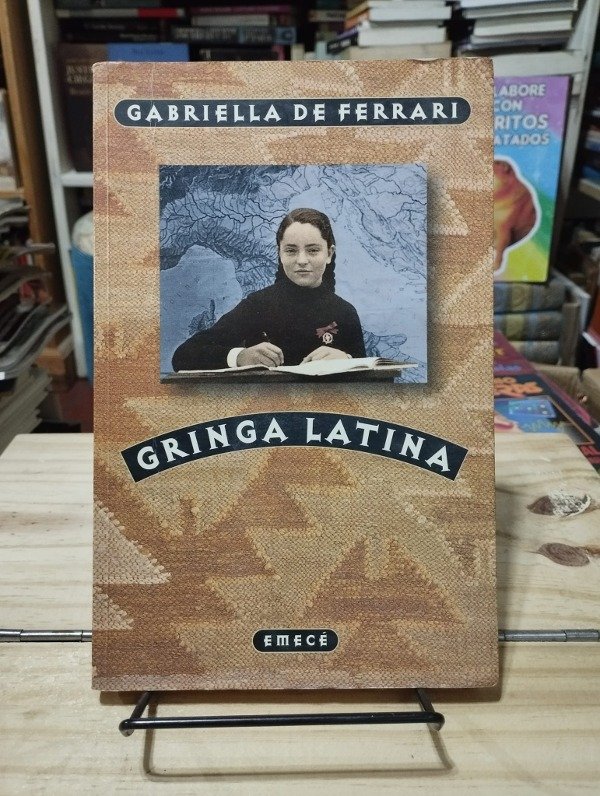 GABRIELLA DE FERRARI
GRINGA LATINA
EMECÉ
LABORE
CON
RITOS
ATADOS